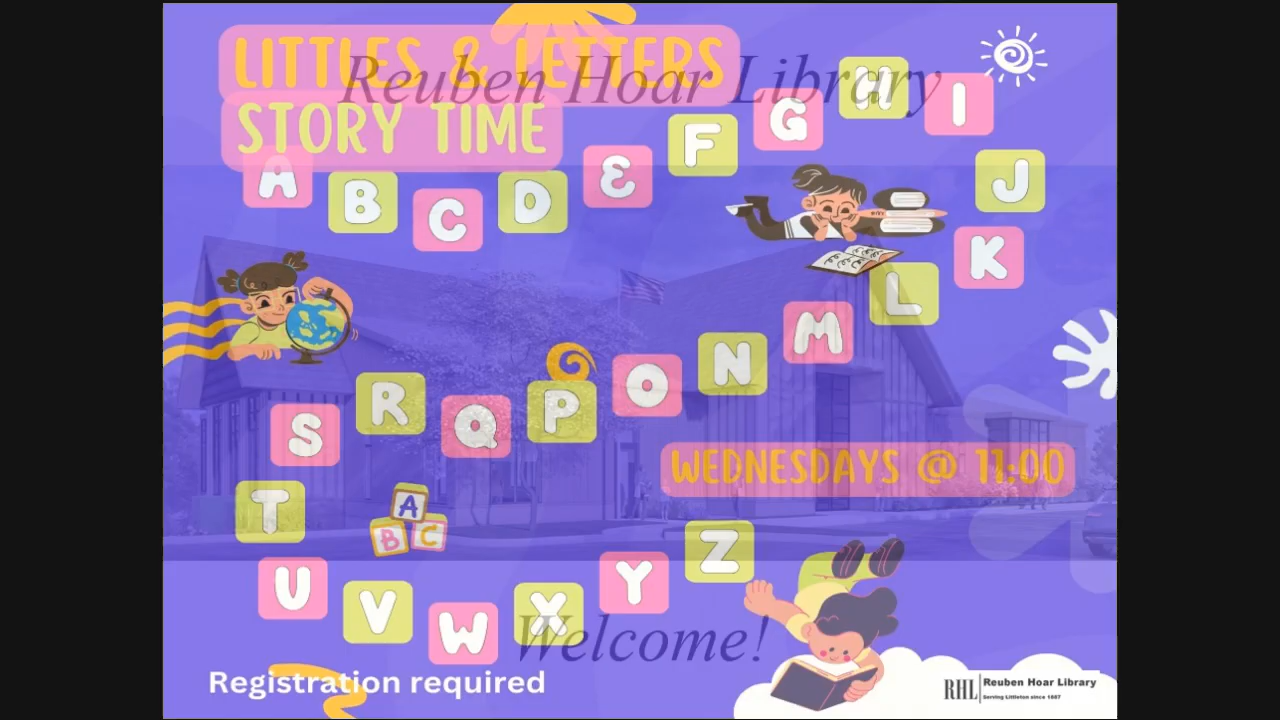 LITTLES & LETTERS
Reuben Hoar Library
STORY TIME
A B C D E F G H I J K L M N O P Q R S T U V W X Y Z
WEDNESDAYS @ 11:00
A
B C
Welcome!
Registration required
RHL Reuben Hoar Library
Serving Littleton since 1887